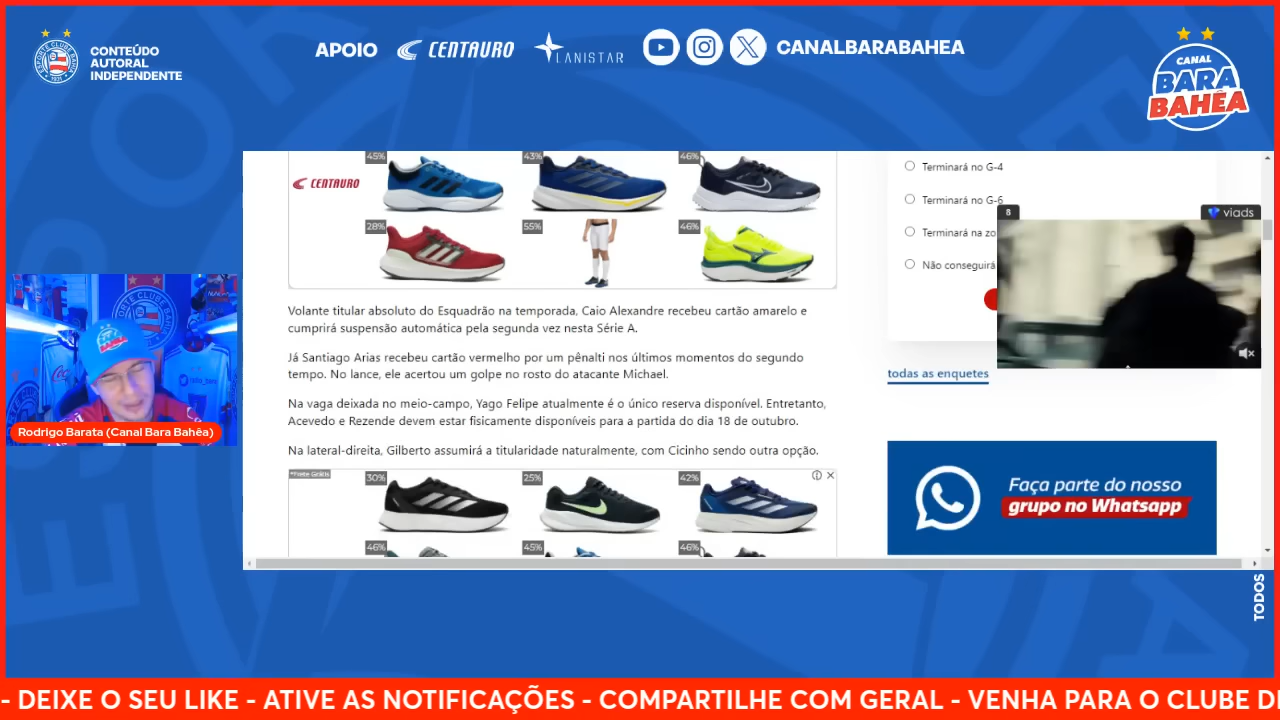 CONTEÚDO
AUTORAL
INDEPENDENTE
ESPORTE CLUBE BAHIA
1931
APOIO
CENTAURO
LANISTAR
CANALBARABAHEA
CANAL
BARA
BAHÊA
45%
43%
46%
CENTAURO
28%
55%
46%
Terminará no G-4
Terminará no G-6
Terminará na zo
Não conseguirá
8
viads
Volante titular absoluto do Esquadrão na temporada, Caio Alexandre recebeu cartão amarelo e
cumprirá suspensão automática pela segunda vez nesta Série A.
Já Santiago Arias recebeu cartão vermelho por um pênalti nos últimos momentos do segundo
tempo. No lance, ele acertou um golpe no rosto do atacante Michael.
Na vaga deixada no meio-campo, Yago Felipe atualmente é o único reserva disponível. Entretanto,
Acevedo e Rezende devem estar fisicamente disponíveis para a partida do dia 18 de outubro.
Na lateral-direita, Gilberto assumirá a titularidade naturalmente, com Cicinho sendo outra opção.
todas as enquetes
*Frete Grátis
30%
25%
42%
46%
45%
46%
Faça parte do nosso
grupo no Whatsapp
Rodrigo Barata (Canal Bara Bahêa)
TODOS
- DEIXE O SEU LIKE - ATIVE AS NOTIFICAÇÕES - COMPARTILHE COM GERAL - VENHA PARA O CLUBE D